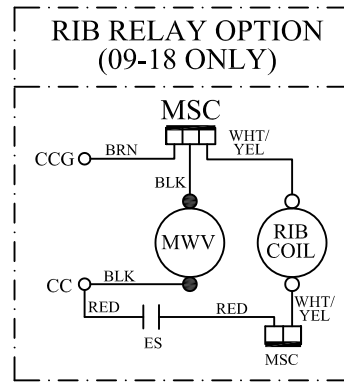 RIB RELAY OPTION
(09-18 ONLY)
MSC
CCG
BRN
WHT/
YEL
BLK
MWV
RIB
COIL
CC
BLK
RED
ES
RED
WHT/
YEL
MSC